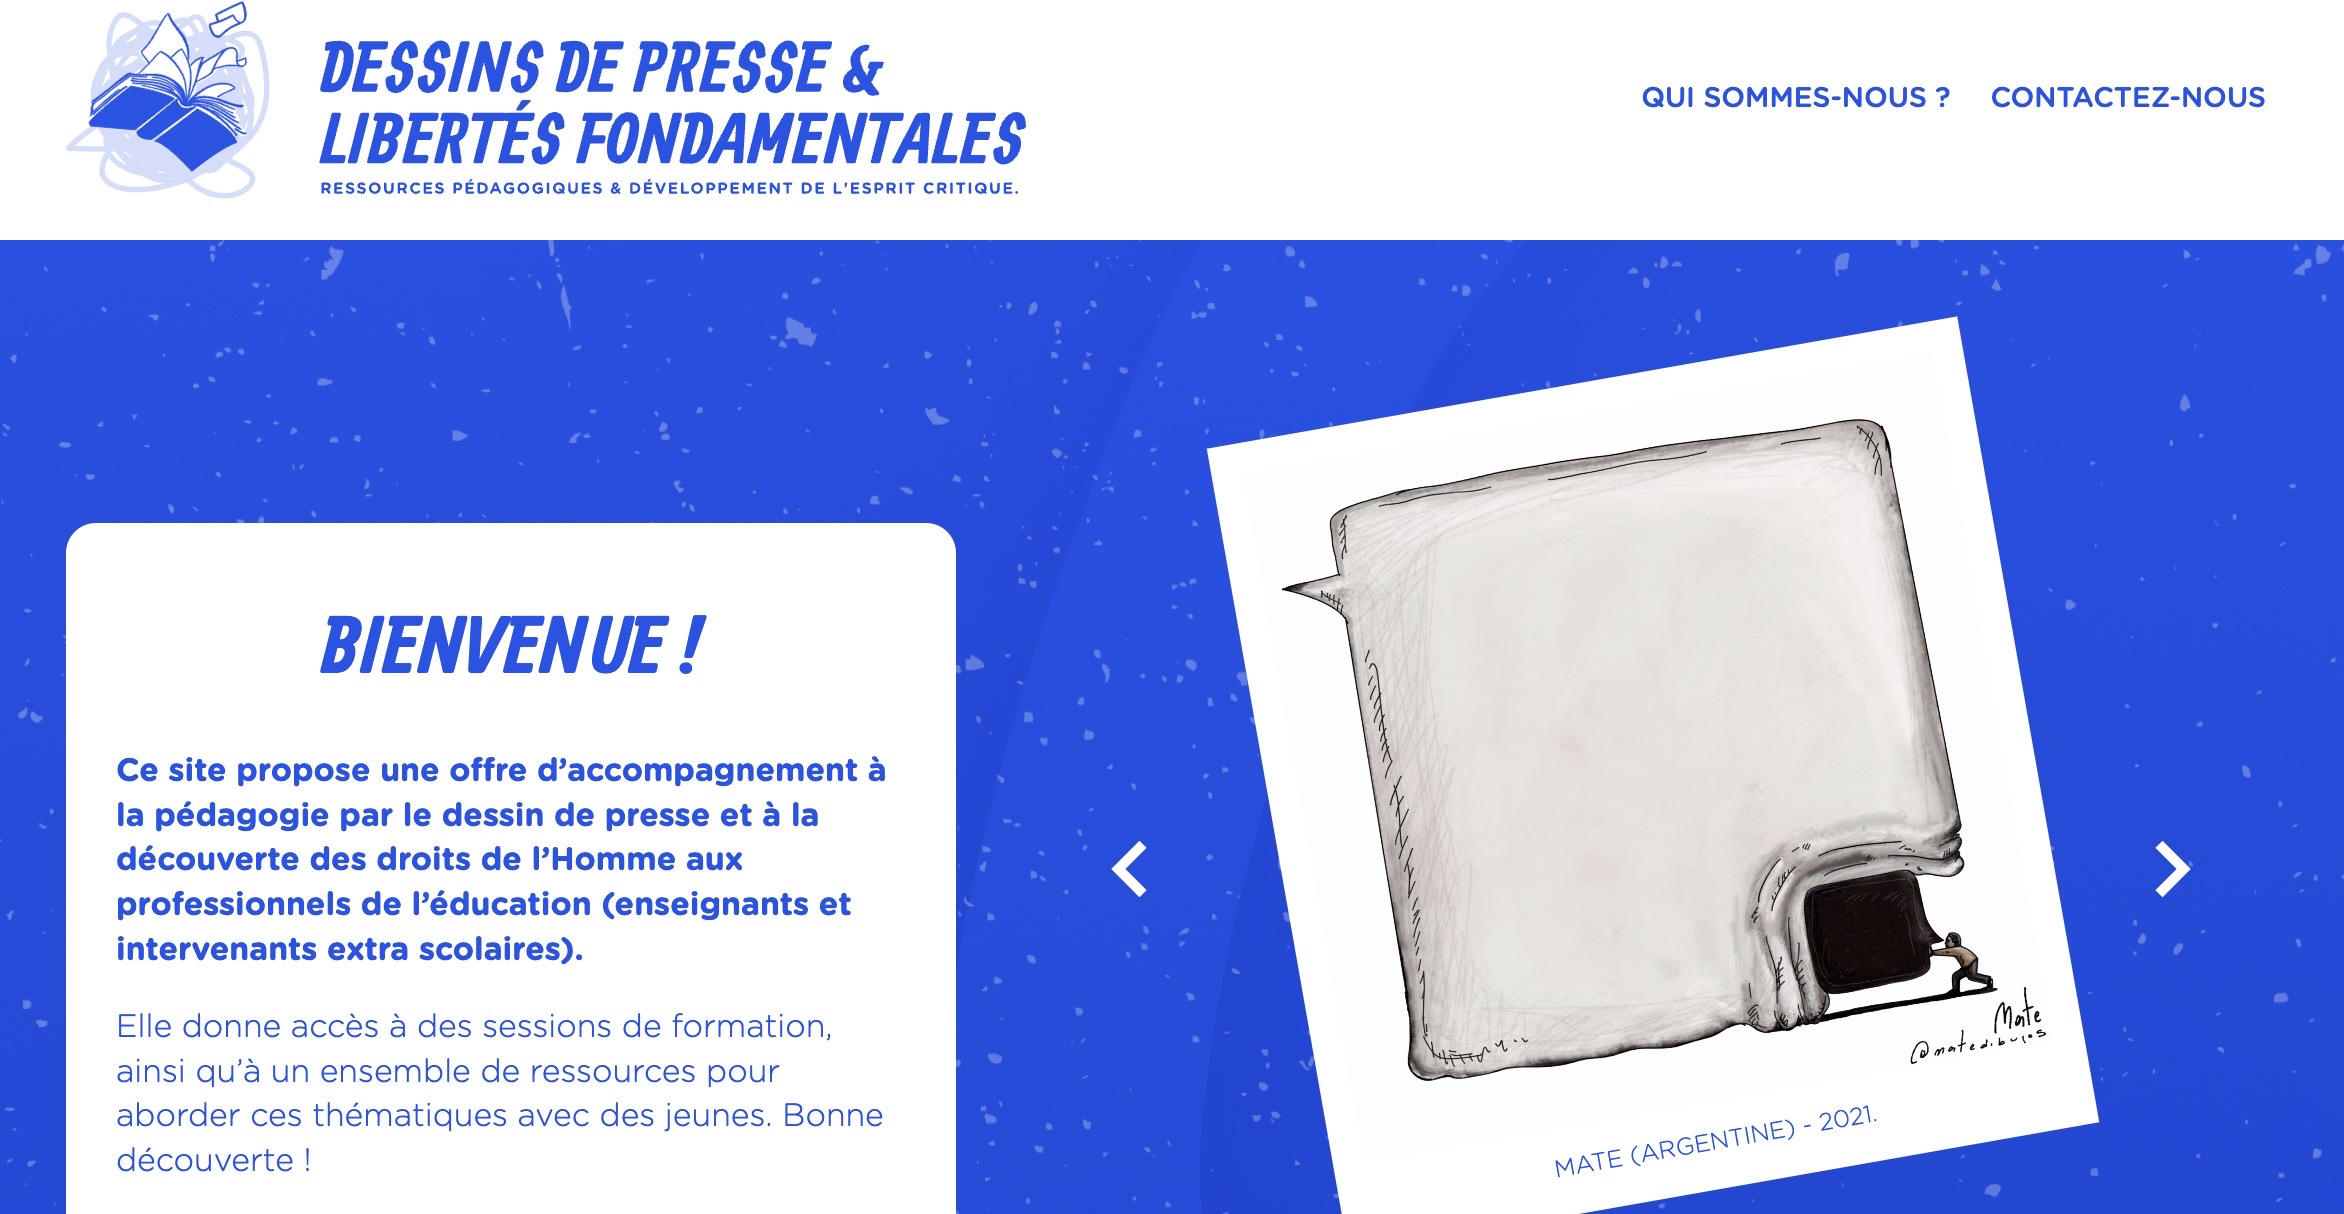 DESSINS DE PRESSE &
LIBERTÉS FONDAMENTALES
RESSOURCES PÉDAGOGIQUES & DÉVELOPPEMENT DE L'ESPRIT CRITIQUE.
QUI SOMMES-NOUS ? CONTACTEZ-NOUS
BIENVENUE !
Ce site propose une offre d’accompagnement à
la pédagogie par le dessin de presse et à la
découverte des droits de l’Homme aux
professionnels de l’éducation (enseignants et
intervenants extra scolaires).
Elle donne accès à des sessions de formation,
ainsi qu’à un ensemble de ressources pour
aborder ces thématiques avec des jeunes. Bonne
découverte !
Mate
@matedibujos
MATE (ARGENTINE) - 2021.